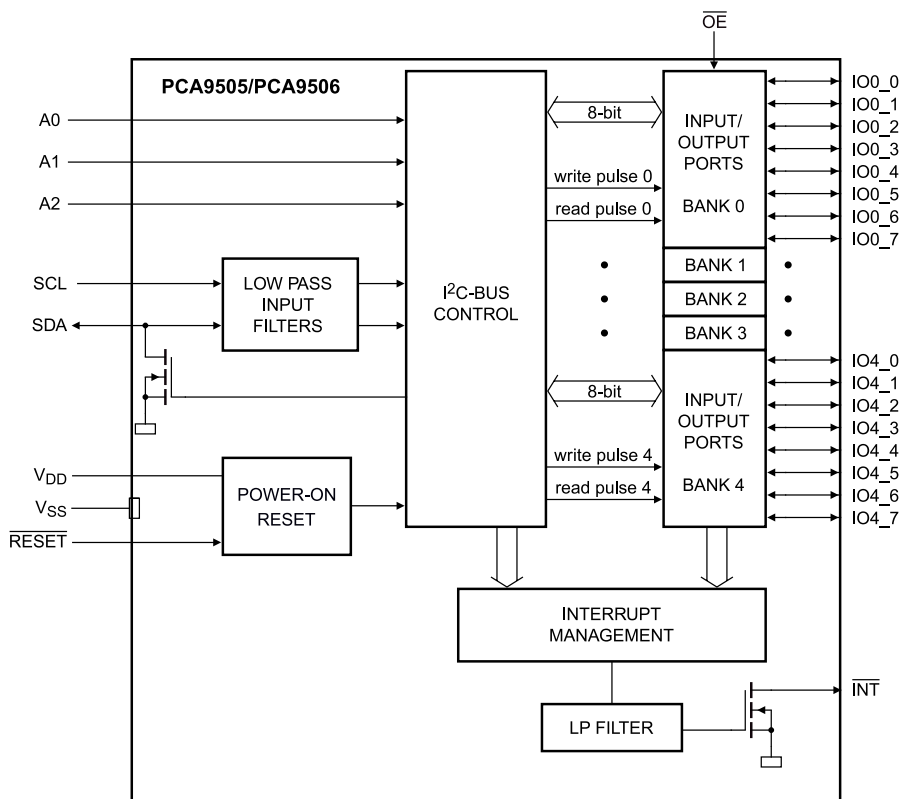 OE
PCA9505/PCA9506
A0
A1
A2
SCL
SDA
LOW PASS
INPUT
FILTERS
VDD
VSS
RESET
POWER-ON
RESET
I²C-BUS
CONTROL
8-bit
write pulse 0
read pulse 0
8-bit
write pulse 4
read pulse 4
INPUT/
OUTPUT
PORTS
BANK 0
BANK 1
BANK 2
BANK 3
INPUT/
OUTPUT
PORTS
BANK 4
IO0_0
IO0_1
IO0_2
IO0_3
IO0_4
IO0_5
IO0_6
IO0_7
IO4_0
IO4_1
IO4_2
IO4_3
IO4_4
IO4_5
IO4_6
IO4_7
INTERRUPT
MANAGEMENT
LP FILTER
INT